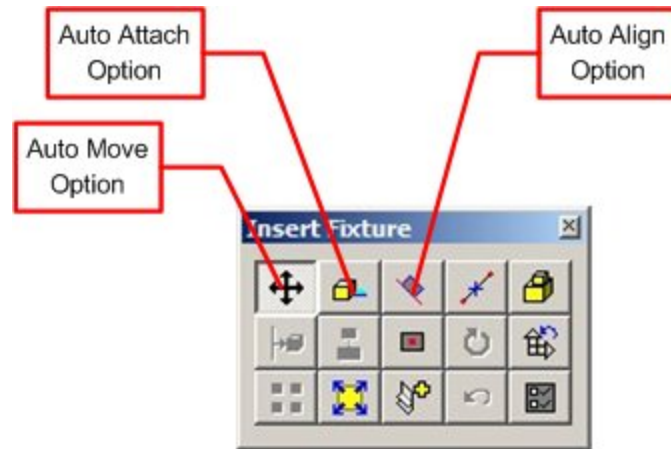 Auto Attach
Option
Auto Align
Option
Auto Move
Option
Insert Fixture